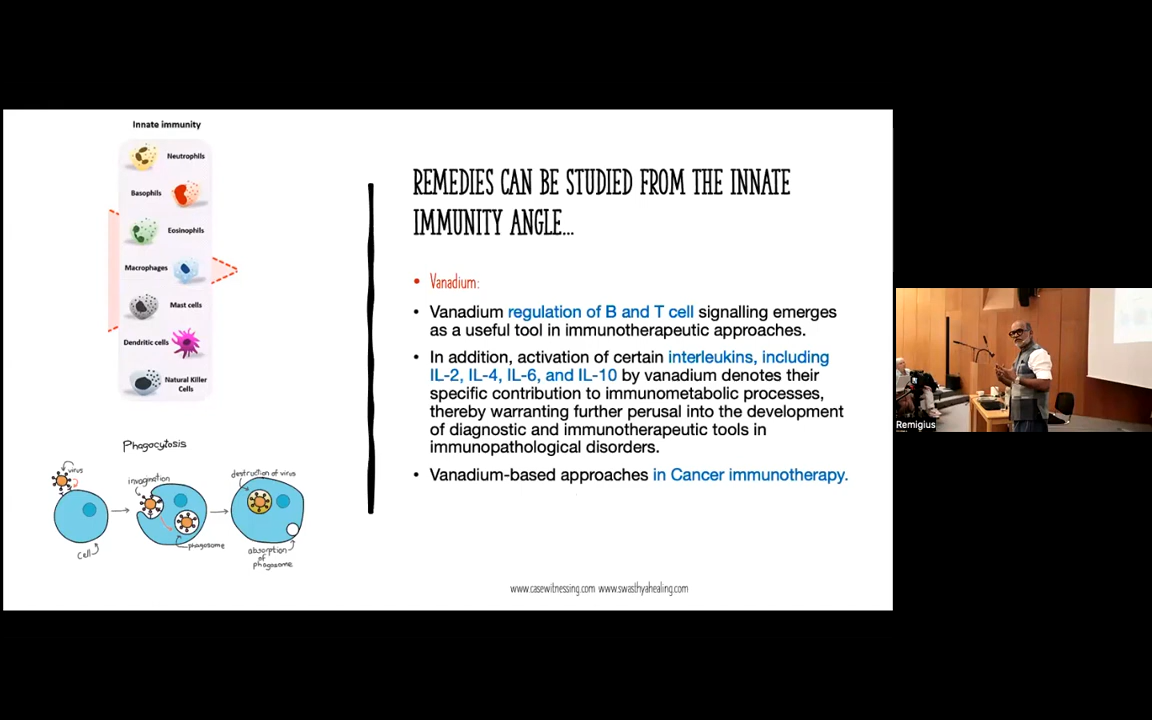 Innate immunity
Neutrophils
Basophils
Eosinophils
Macrophages
Mast cells
Dendritic cells
Natural Killer
Cells
Phagocytosis
virus
invagination
destruction of virus
cell
phagosome
absorption
of
phagosome
REMEDIES CAN BE STUDIED FROM THE INNATE
IMMUNITY ANGLE...
• Vanadium:
• Vanadium regulation of B and T cell signalling emerges
as a useful tool in immunotherapeutic approaches.
• In addition, activation of certain interleukins, including
IL-2, IL-4, IL-6, and IL-10 by vanadium denotes their
specific contribution to immunometabolic processes,
thereby warranting further perusal into the development
of diagnostic and immunotherapeutic tools in
immunopathological disorders.
• Vanadium-based approaches in Cancer immunotherapy.
www.casewitnessing.com www.swasthyahealing.com
Remigius